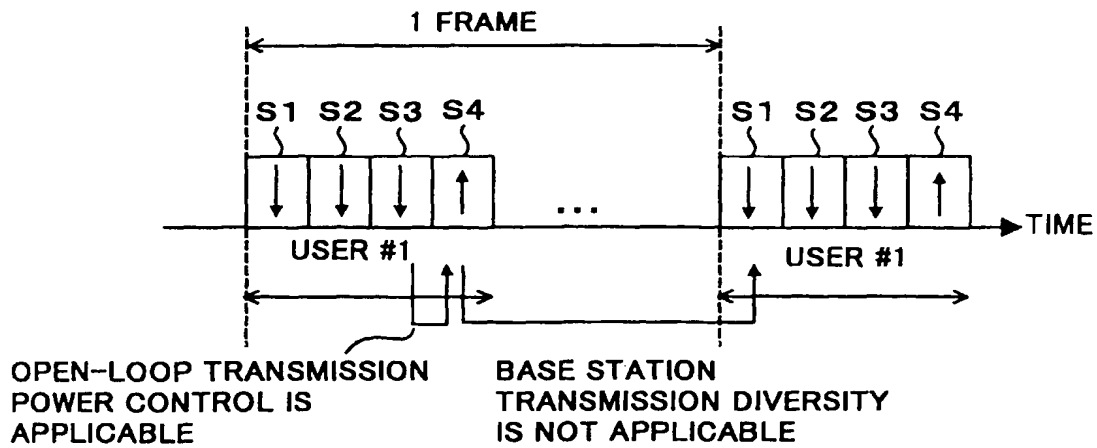 1 FRAME
S1 S2 S3 S4 S1 S2 S3 S4
...
TIME
USER #1 USER #1
OPEN-LOOP TRANSMISSION
POWER CONTROL IS
APPLICABLE
BASE STATION
TRANSMISSION DIVERSITY
IS NOT APPLICABLE